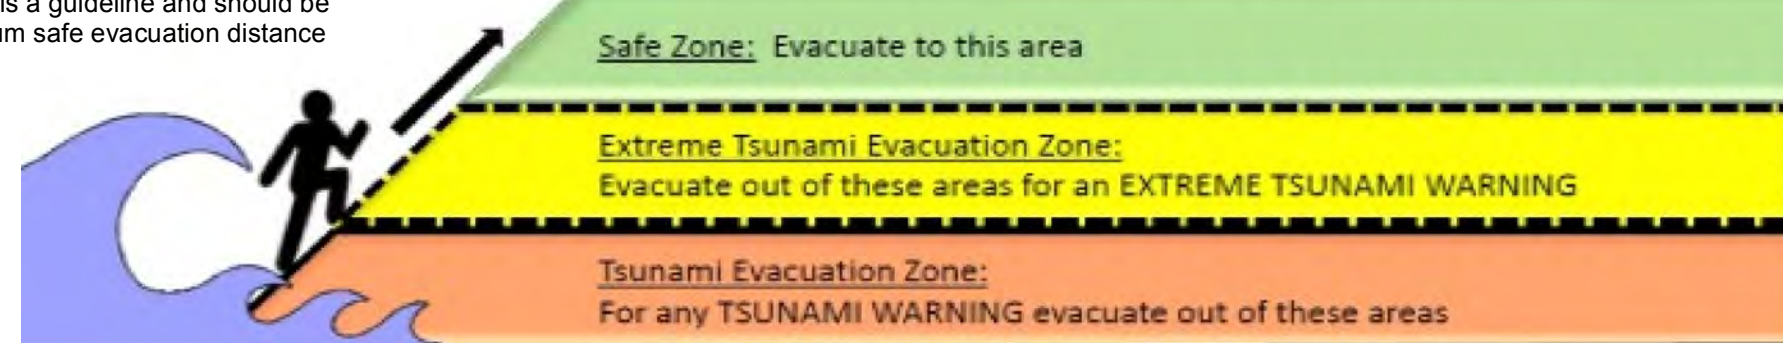 is a guideline and should be
um safe evacuation distance
Safe Zone: Evacuate to this area
Extreme Tsunami Evacuation Zone:
Evacuate out of these areas for an EXTREME TSUNAMI WARNING
Tsunami Evacuation Zone:
For any TSUNAMI WARNING evacuate out of these areas